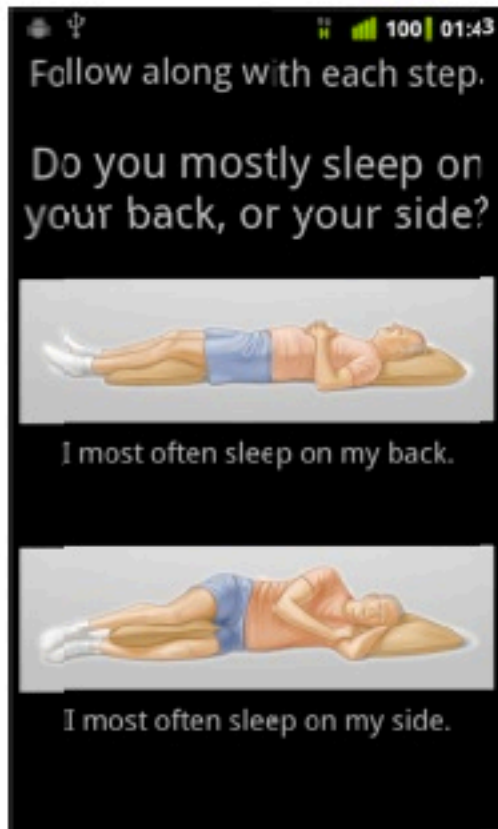 100 01:43
Follow along with each step.
Do you mostly sleep on
your back, or your side?
I most often sleep on my back.
I most often sleep on my side.